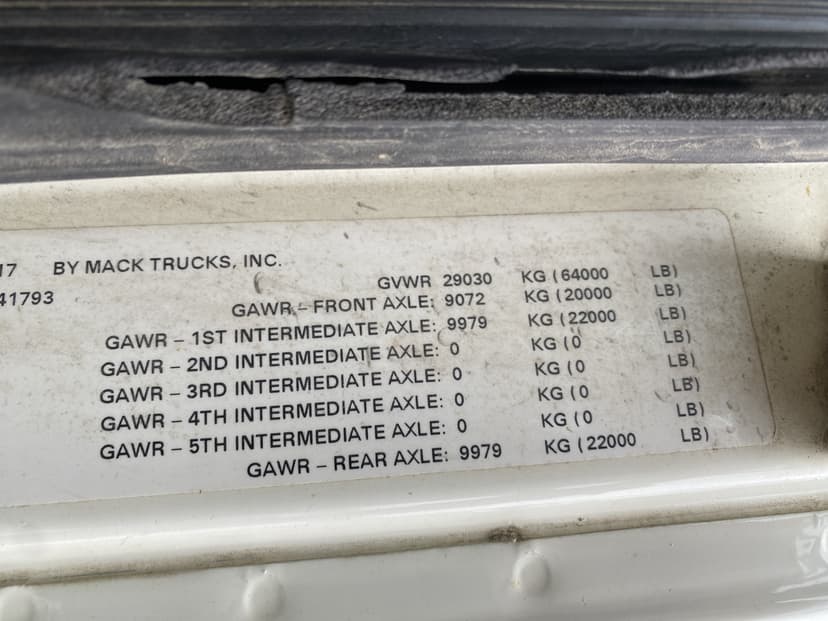 17 BY MACK TRUCKS, INC.
41793
GVWR 29030 KG (64000 LB)
GAWR – FRONT AXLE: 9072 KG (20000 LB)
GAWR – 1ST INTERMEDIATE AXLE: 9979 KG (22000 LB)
GAWR – 2ND INTERMEDIATE AXLE: 0 KG (0 LB)
GAWR – 3RD INTERMEDIATE AXLE: 0 KG (0 LB)
GAWR – 4TH INTERMEDIATE AXLE: 0 KG (0 LB)
GAWR – 5TH INTERMEDIATE AXLE: 0 KG (0 LB)
GAWR – REAR AXLE: 9979 KG (22000 LB)